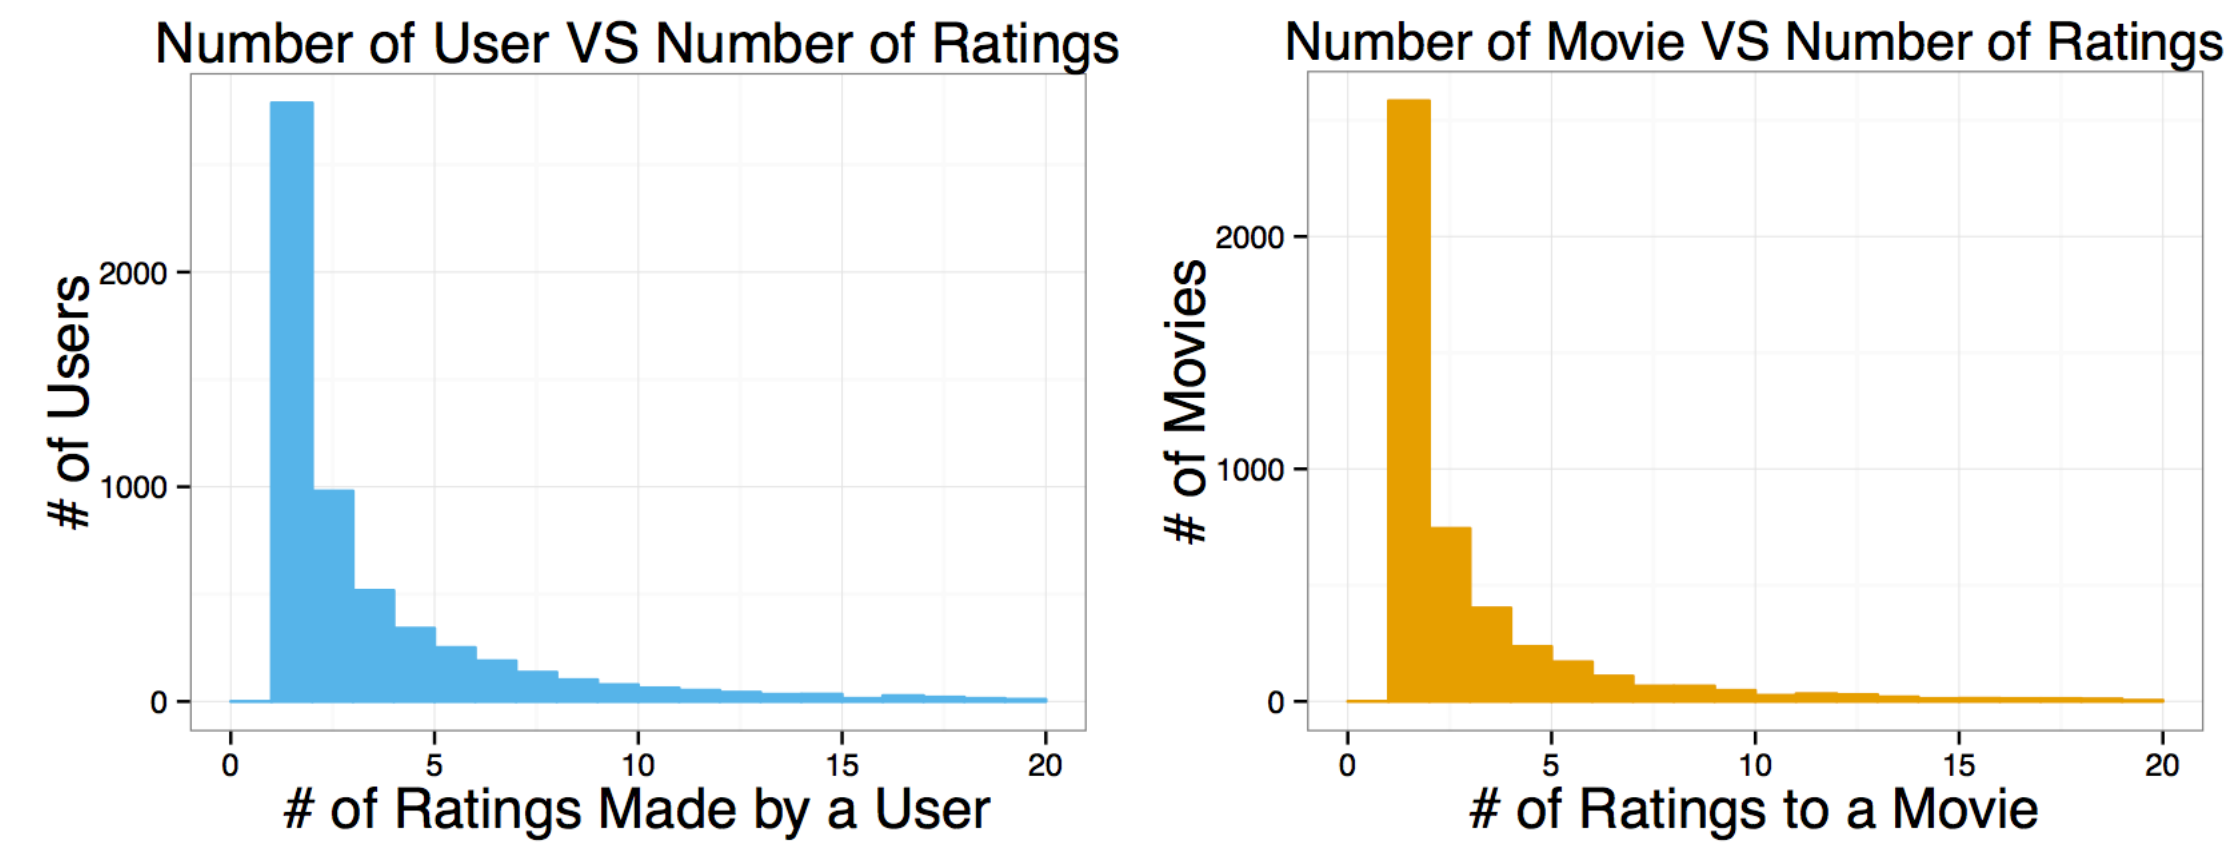 Number of User VS Number of Ratings
# of Users
2000
1000
0
0 5 10 15 20
# of Ratings Made by a User
Number of Movie VS Number of Ratings
# of Movies
2000
1000
0
0 5 10 15 20
# of Ratings to a Movie